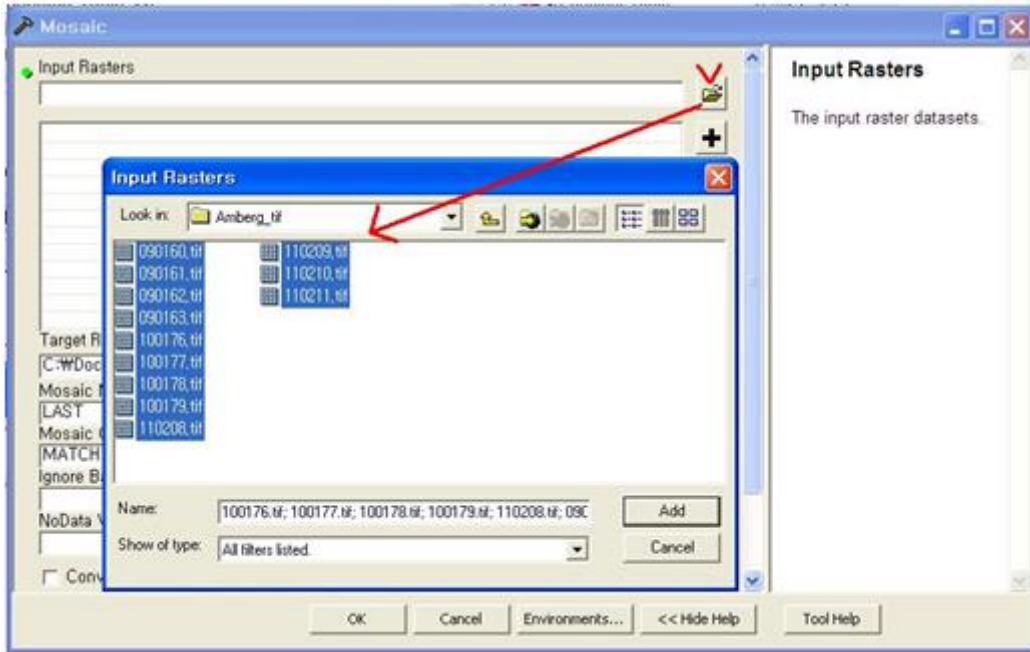 Mosaic
Input Rasters
Input Rasters
The input raster datasets.
Input Rasters
Look in: Amberg_tif
090160.tif
090161.tif
090162.tif
090163.tif
100176.tif
100177.tif
100178.tif
100179.tif
110208.tif
110209.tif
110210.tif
110211.tif
Target R
C:₩Doc
Mosaic
LAST
Mosaic
MATCH
Ignore B
NoData
Conv
Name: 100176.tif; 100177.tif; 100178.tif; 100179.tif; 110208.tif; 090
Add
Show of type: All filters listed.
Cancel
OK Cancel Environments... << Hide Help Tool Help